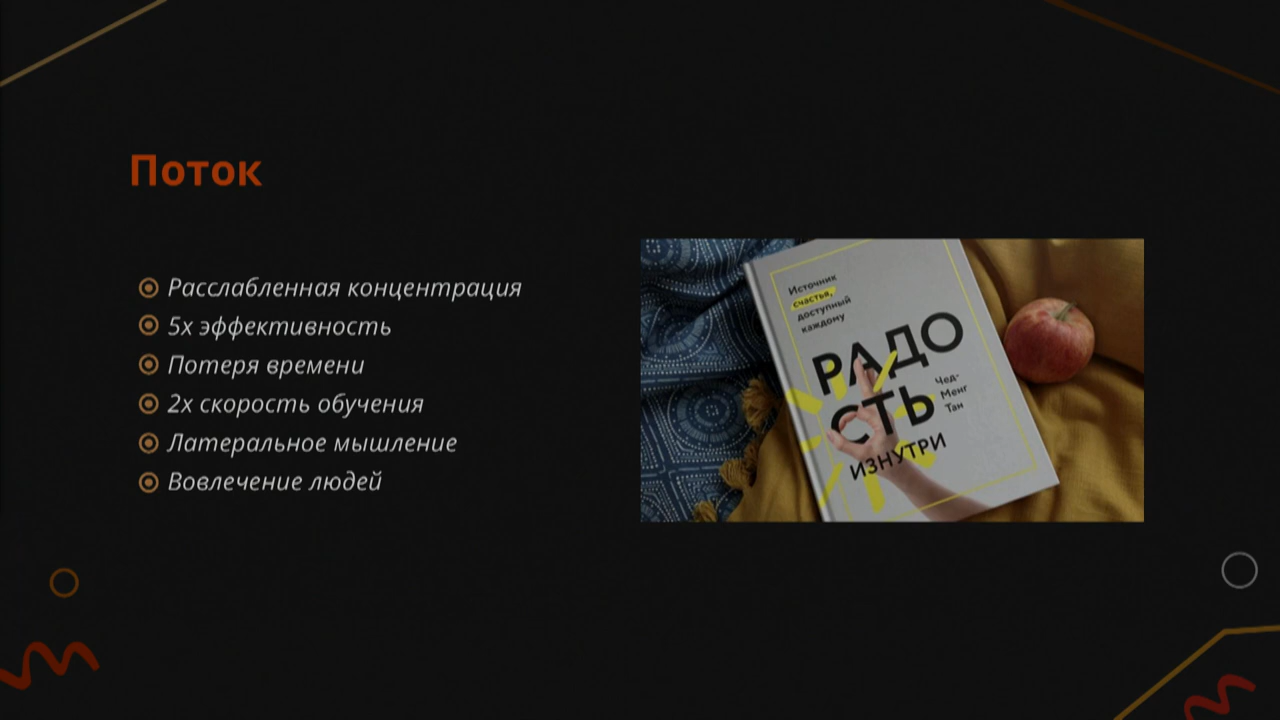 Поток
Расслабленная концентрация
5х эффективность
Потеря времени
2х скорость обучения
Латеральное мышление
Вовлечение людей
Источник
счастья,
доступный
каждому
РАДО
СТЬ
ИЗНУТРИ
Чед-
Менг
Тан